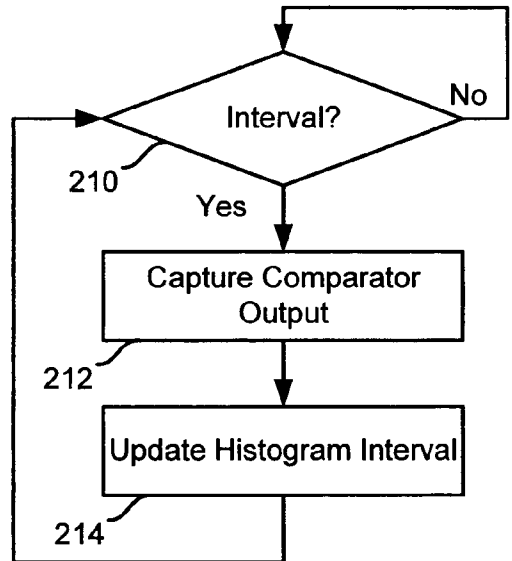 Interval?
No
210
Yes
Capture Comparator
Output
212
Update Histogram Interval
214